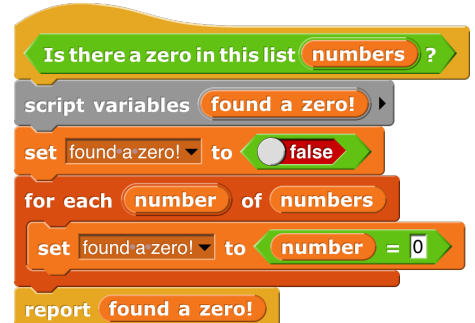 Is there a zero in this list numbers ?
script variables found a zero!
set found·a·zero! to false
for each number of numbers
set found·a·zero! to number = 0
report found a zero!